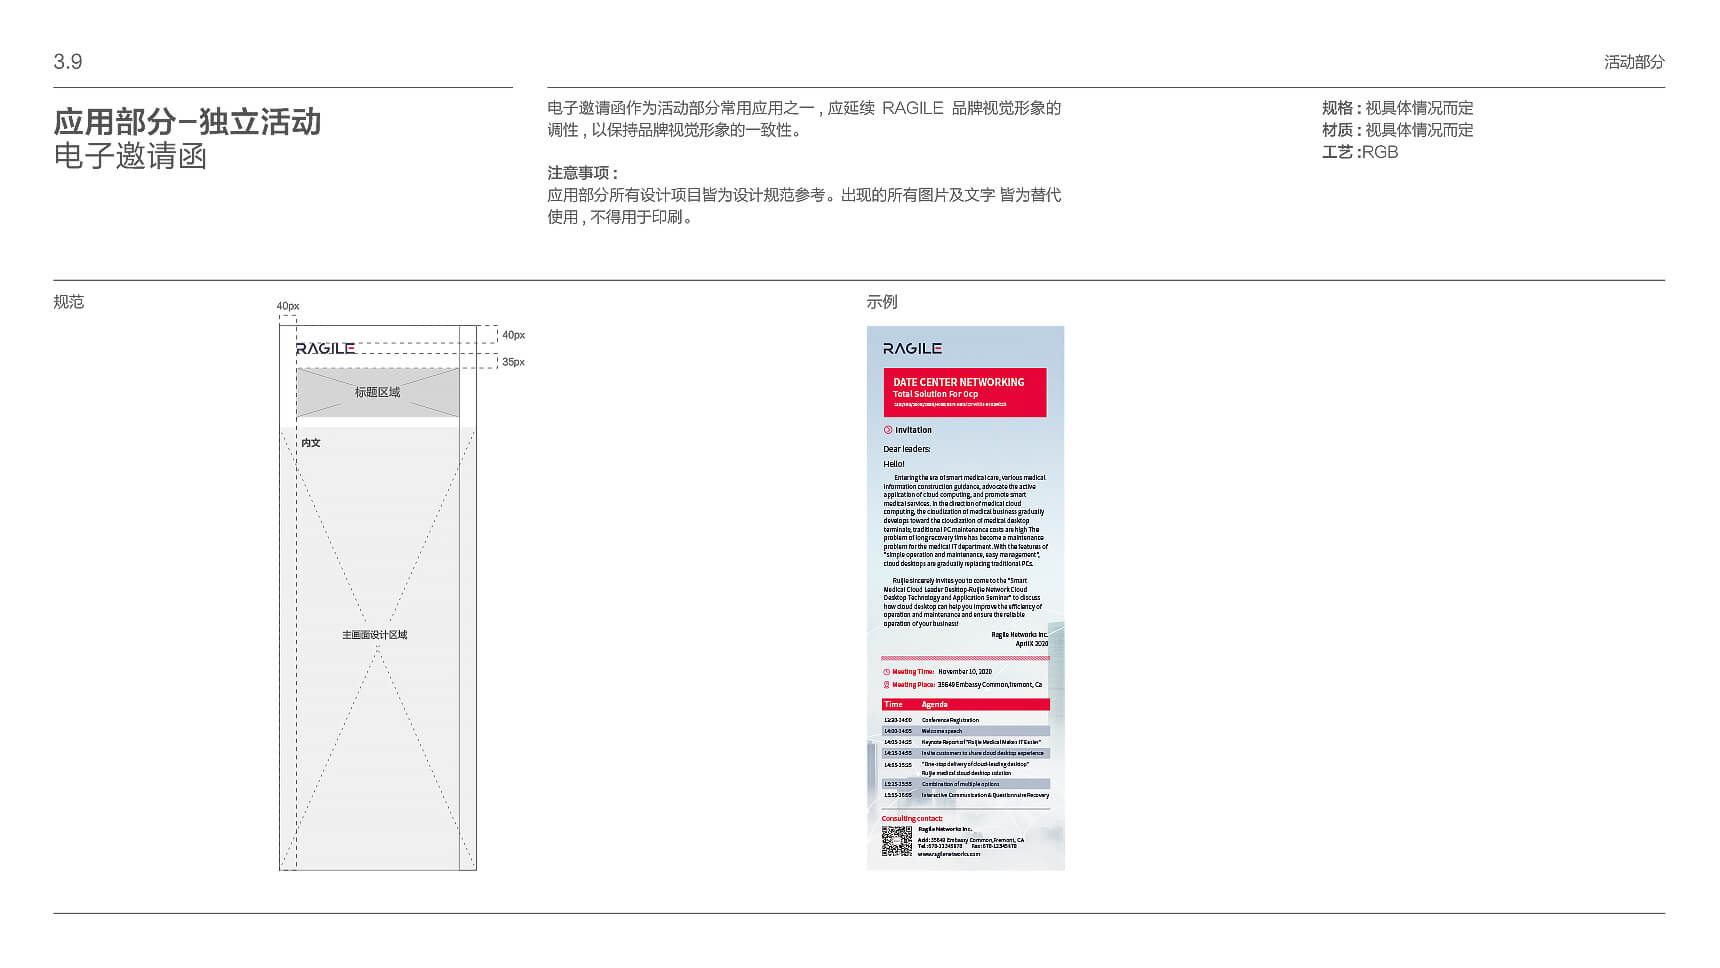 3.9
活动部分
应用部分-独立活动
电子邀请函
电子邀请函作为活动部分常用应用之一，应延续 RAGILE 品牌视觉形象的
调性，以保持品牌视觉形象的一致性。
注意事项：
应用部分所有设计项目皆为设计规范参考。出现的所有图片及文字 皆为替代
使用，不得用于印刷。
规格：视具体情况而定
材质：视具体情况而定
工艺:RGB
规范
40px
40px
35px
RAGILE
标题区域
内文
主画面设计区域
示例
RAGILE
DATE CENTER NETWORKING
Total Solution For Ocp
Invitation
Dear leaders:
Hello!
Entering the era of smart medical care, various medical
information construction guidance, advocate the active
application of cloud computing, and promote smart
medical services. In the direction of medical cloud
computing, the cloudization of medical business gradually
develops toward the cloudization of medical desktop
terminals, traditional PC maintenance costs are high The
problem of long recovery time has become a maintenance
problem for the medical IT department. With the features of
"simple operation and maintenance, easy management",
cloud desktops are gradually replacing traditional PCs.
Ruijie sincerely invites you to come to the "Smart
Medical Cloud Leader Desktop-Ruijie Network Cloud
Desktop Technology and Application Seminar" to discuss
how cloud desktop can help you improve the efficiency of
operation and maintenance and ensure the reliable
operation of your business!
Ragile Networks Inc.
AprilX 2020
Meeting Time: November 10, 2020
Meeting Place: 35649 Embassy Common,fremont, Ca
Time Agenda
13:30-14:00 Conference Registration
14:00-14:05 Welcome speech
14:05-14:25 Keynote Report of "Ruijie Medical Makes IT Easier"
14:25-14:55 Invite customers to share cloud desktop experience
14:55-15:25 "One-stop delivery of cloud-leading desktop"
Ruijie medical cloud desktop solution
15:25-15:55 Combination of multiple options
15:55-16:05 Interactive Communication & Questionnaire Recovery
Consulting contact:
Ragile Networks Inc.
Add: 35649 Embassy Common,Fremont, CA
Tel :678-12345678 Fax: 678-12345678
www.ragilenetworks.com